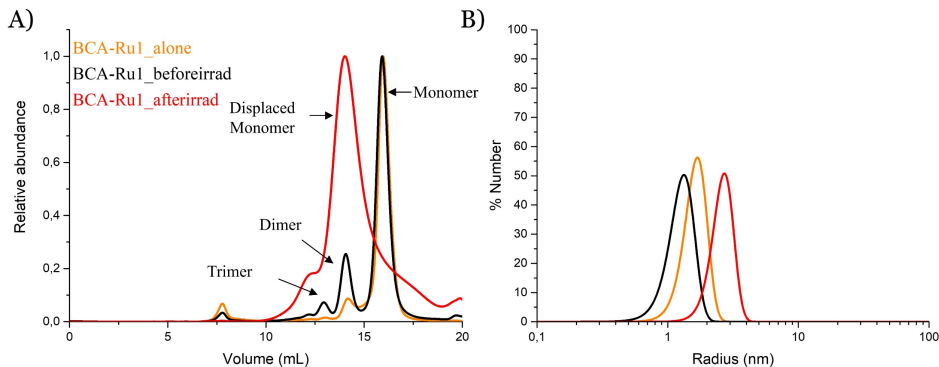 A)
BCA-Ru1_alone
BCA-Ru1_beforeirrad
BCA-Ru1_afterirrad
Displaced
Monomer
Monomer
Dimer
Trimer
Relative abundance
1,0
0,8
0,6
0,4
0,2
0,0
0
5
10
15
20
Volume (mL)
B)
% Number
100
90
80
70
60
50
40
30
20
10
0
0,1
1
10
100
Radius (nm)